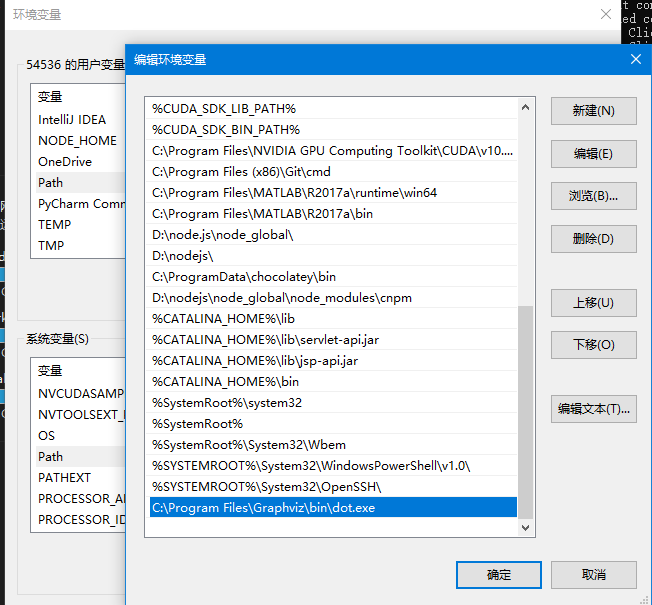 环境变量
54536 的用户变量
变量
IntelliJ IDEA
NODE_HOME
OneDrive
Path
PyCharm Comm
TEMP
TMP
系统变量(S)
变量
NVCUDASAMP
NVTOOLSEXT_
OS
Path
PATHEXT
PROCESSOR_A
PROCESSOR_ID
编辑环境变量
%CUDA_SDK_LIB_PATH%
%CUDA_SDK_BIN_PATH%
C:\Program Files\NVIDIA GPU Computing Toolkit\CUDA\v10....
C:\Program Files (x86)\Git\cmd
C:\Program Files\MATLAB\R2017a\runtime\win64
C:\Program Files\MATLAB\R2017a\bin
D:\node.js\node_global\
D:\nodejs\
C:\ProgramData\chocolatey\bin
D:\nodejs\node_global\node_modules\cnpm
%CATALINA_HOME%\lib
%CATALINA_HOME%\lib\servlet-api.jar
%CATALINA_HOME%\lib\jsp-api.jar
%CATALINA_HOME%\bin
%SystemRoot%\system32
%SystemRoot%
%SystemRoot%\System32\Wbem
%SYSTEMROOT%\System32\WindowsPowerShell\v1.0\
%SYSTEMROOT%\System32\OpenSSH\
C:\Program Files\Graphviz\bin\dot.exe
新建(N)
编辑(E)
浏览(B)...
删除(D)
上移(U)
下移(O)
编辑文本(T)...
确定
取消